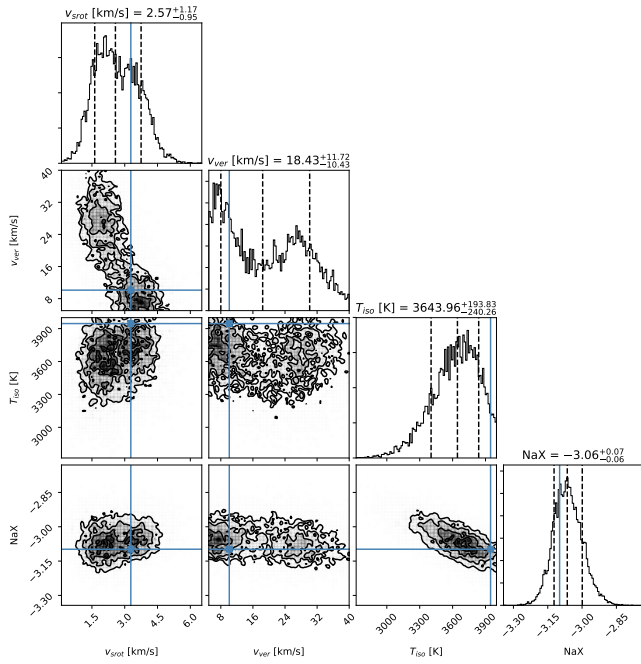 v_srot [km/s] = 2.57^{+1.17}_{-0.95}
v_ver [km/s] = 18.43^{+11.72}_{-10.43}
40
32
24
16
8
v_ver [km/s]
T_iso [K] = 3643.96^{+193.83}_{-240.26}
3900
3600
3300
3000
T_iso [K]
NaX = −3.06^{+0.07}_{-0.06}
−2.85
−3.00
−3.15
−3.30
NaX
1.5 3.0 4.5 6.0
8 16 24 32 40
3000 3300 3600 3900
−3.30 −3.15 −3.00 −2.85
v_srot [km/s] v_ver [km/s] T_iso [K] NaX